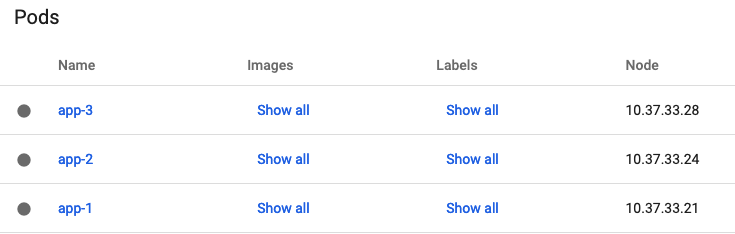 Pods
Name Images Labels Node
app-3 Show all Show all 10.37.33.28
app-2 Show all Show all 10.37.33.24
app-1 Show all Show all 10.37.33.21